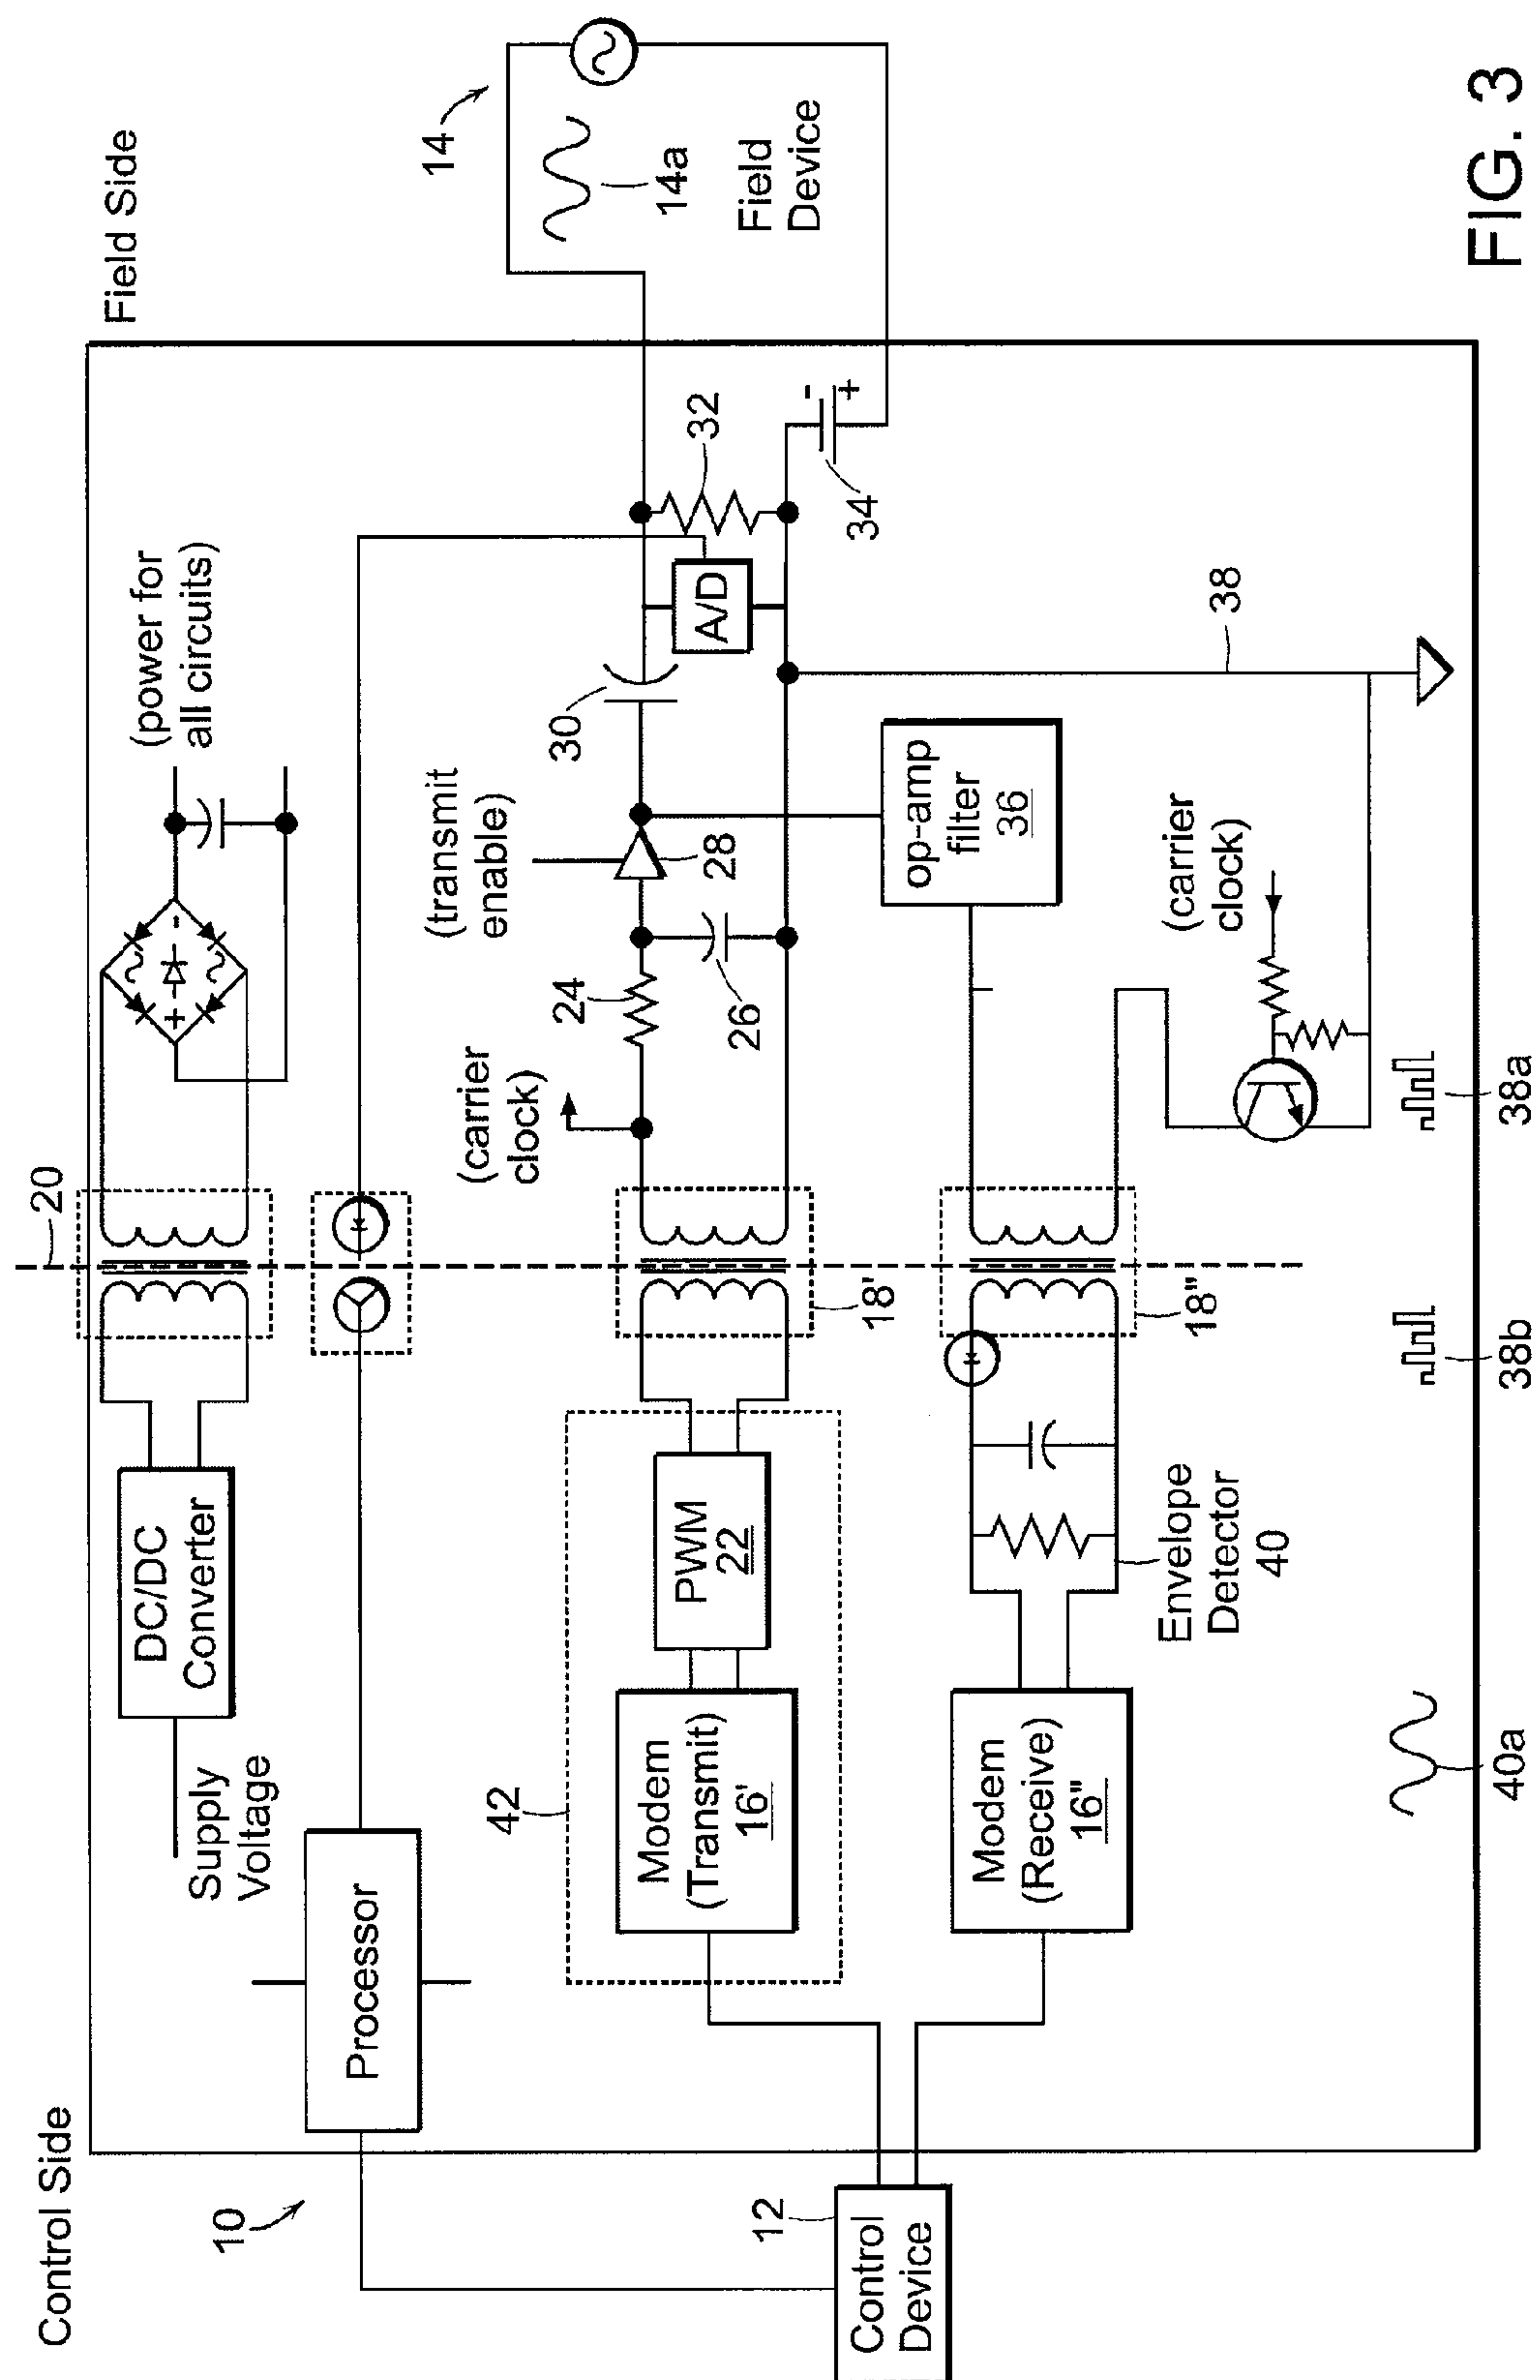 Control Side
Field Side
10
20
Supply
Voltage
DC/DC
Converter
+
-
(power for
all circuits)
Processor
14
14a
Field
Device
42
Modem
(Transmit)
16'
PWM
22
18'
(carrier
clock)
24
26
(transmit
enable)
28
30
A/D
32
-
+
34
12
Control
Device
Modem
(Receive)
16"
Envelope
Detector
40
18"
op-amp
filter
36
(carrier
clock)
38
40a
38b
38a
FIG. 3